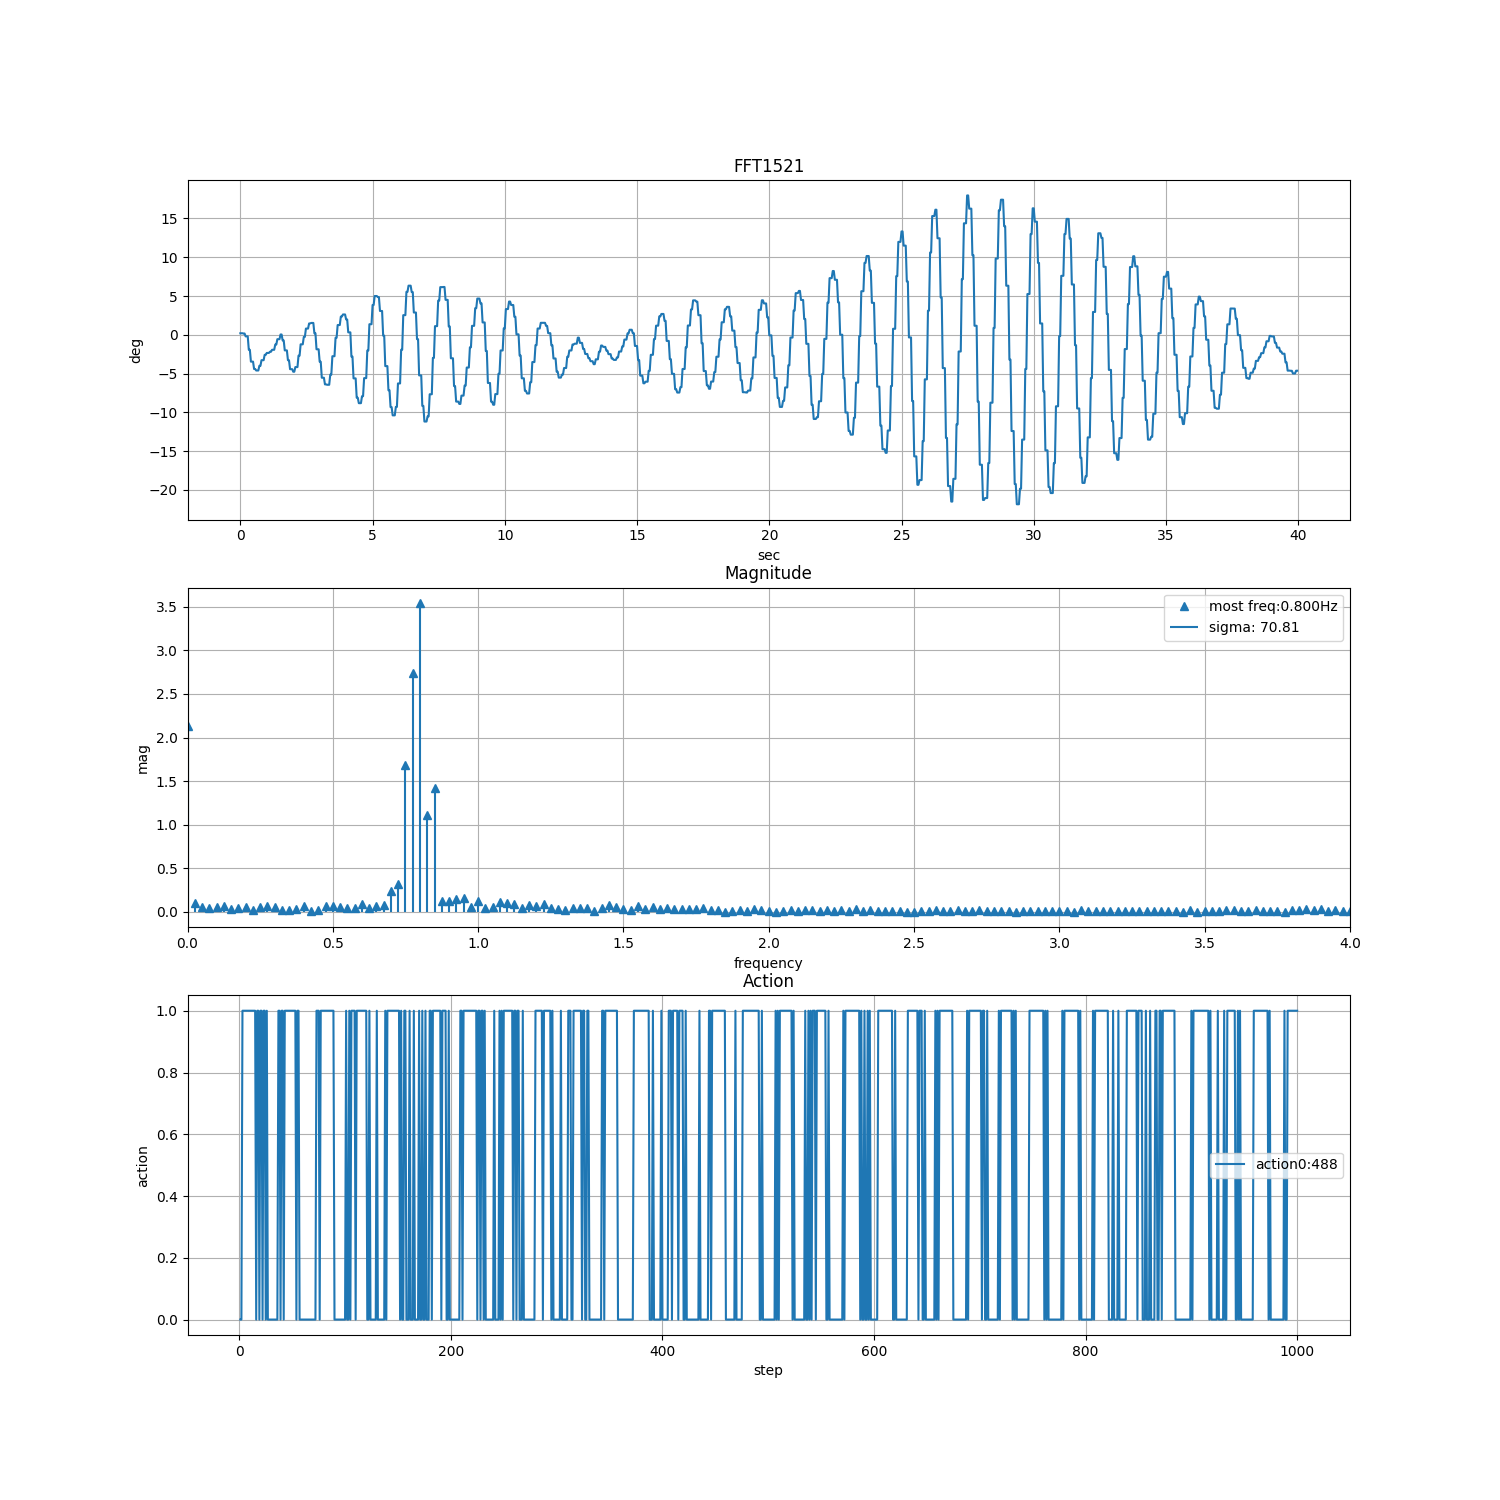 FFT1521
15
10
5
0
−5
−10
−15
−20
deg
0 5 10 15 20 25 30 35 40
sec
Magnitude
most freq:0.800Hz
sigma: 70.81
3.5
3.0
2.5
2.0
1.5
1.0
0.5
0.0
mag
0.0 0.5 1.0 1.5 2.0 2.5 3.0 3.5 4.0
frequency
Action
1.0
0.8
0.6
0.4
0.2
0.0
action
action0:488
0 200 400 600 800 1000
step